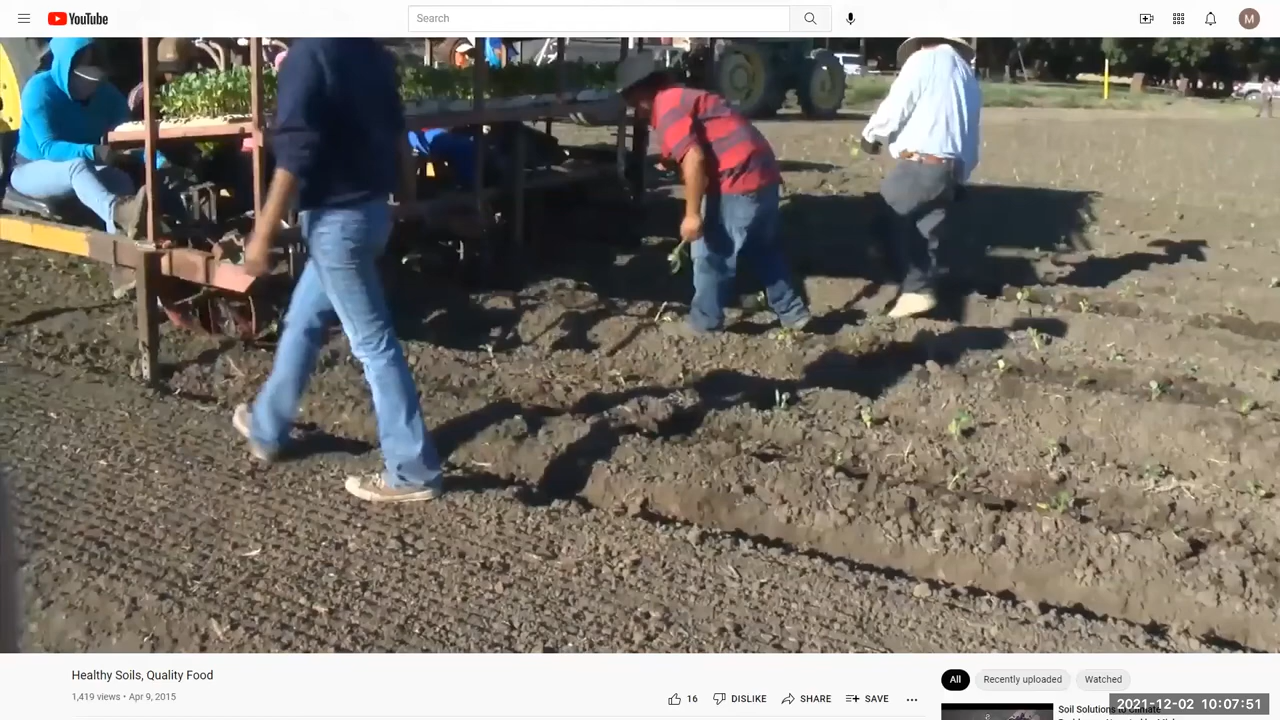 YouTube
Search
M
Healthy Soils, Quality Food
1,419 views • Apr 9, 2015
16 DISLIKE SHARE SAVE
All Recently uploaded Watched
Soil Solutions to Climate
2021-12-02 10:07:51